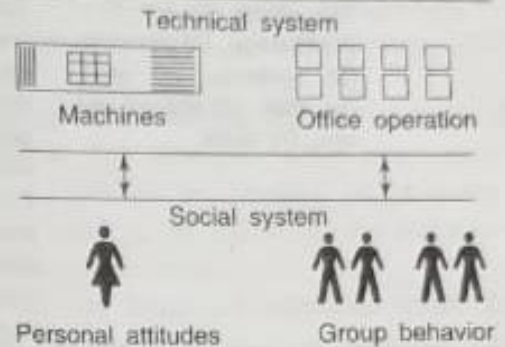 Technical system
Machines
Office operation
Social system
Personal attitudes
Group behavior